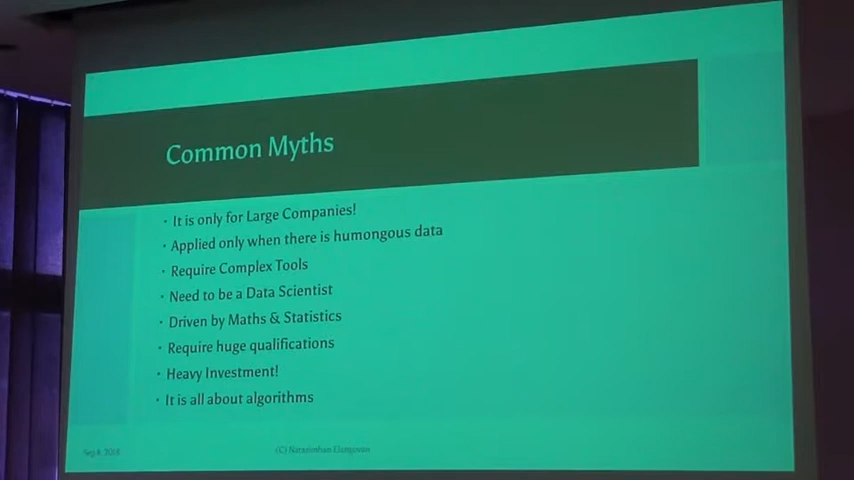 Common Myths
· It is only for Large Companies!
· Applied only when there is humongous data
· Require Complex Tools
· Need to be a Data Scientist
· Driven by Maths & Statistics
· Require huge qualifications
· Heavy Investment!
· It is all about algorithms
(C)